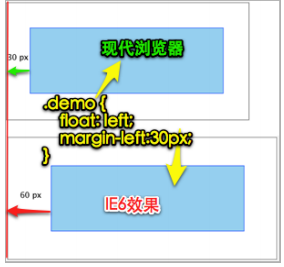 现代浏览器
30 px
.demo {
float: left;
margin-left:30px;
}
60 px
IE6效果